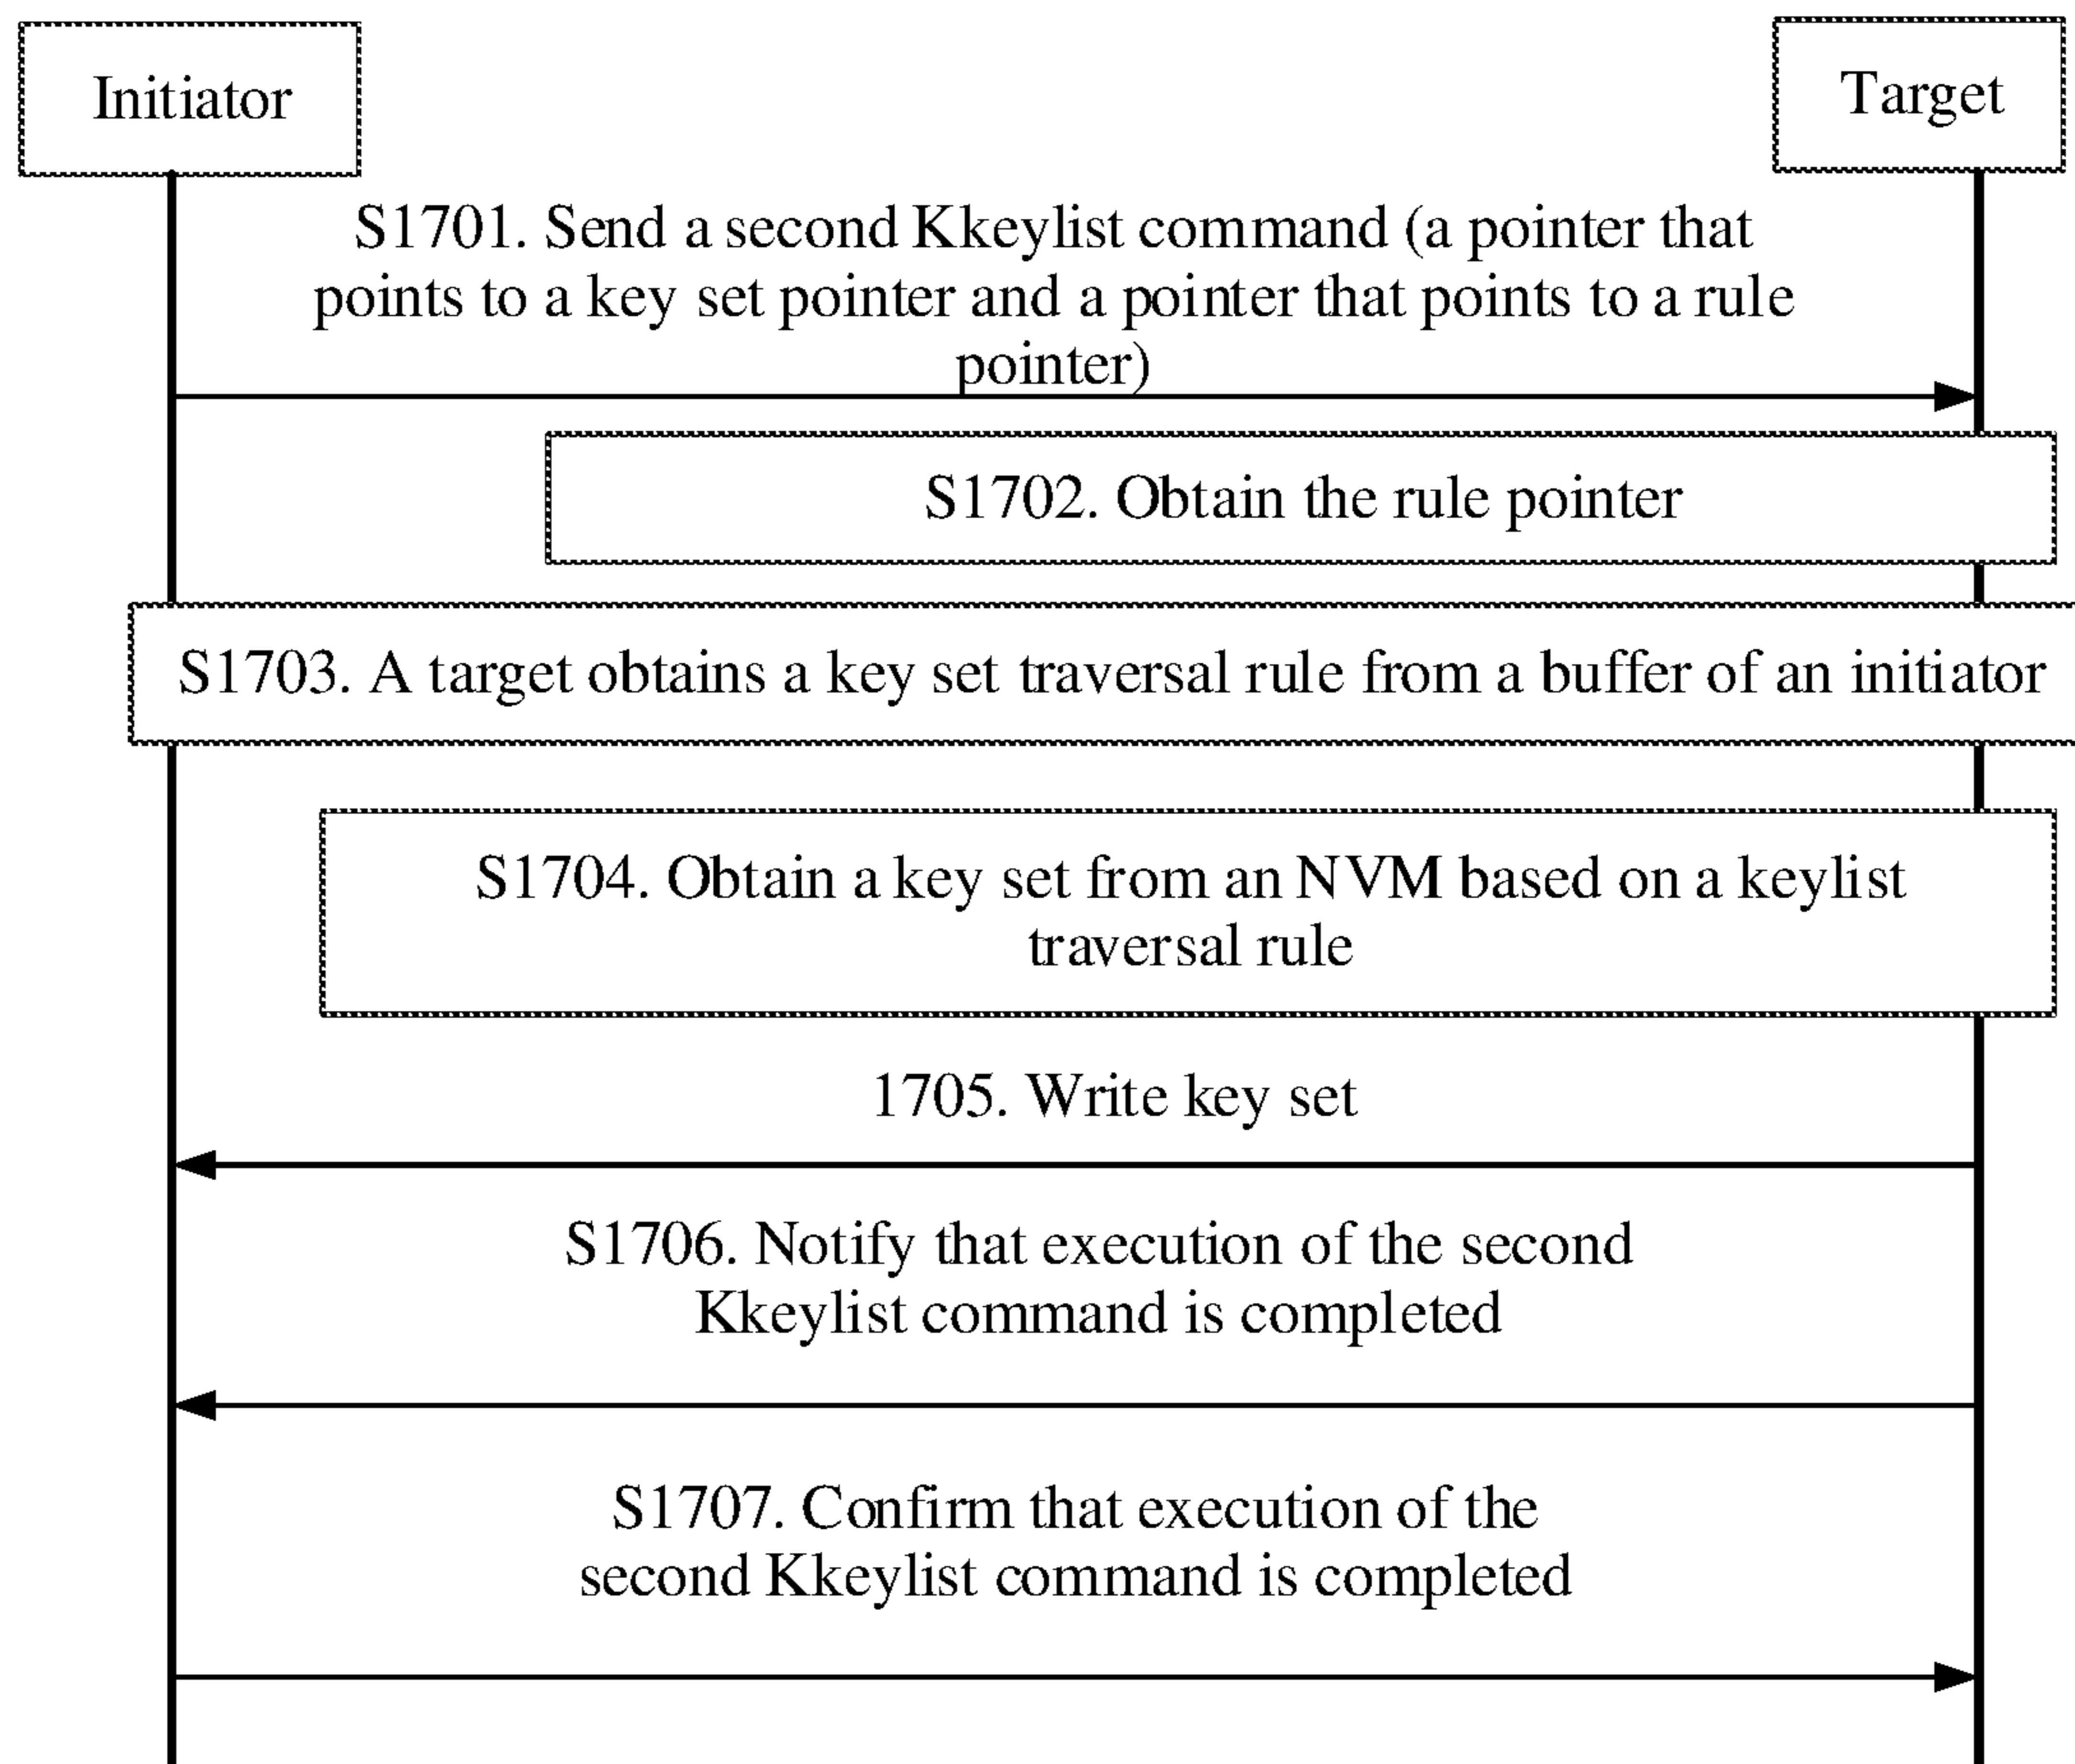 Initiator
Target
S1701. Send a second Kkeylist command (a pointer that
points to a key set pointer and a pointer that points to a rule
pointer)
S1702. Obtain the rule pointer
S1703. A target obtains a key set traversal rule from a buffer of an initiator
S1704. Obtain a key set from an NVM based on a keylist
traversal rule
1705. Write key set
S1706. Notify that execution of the second
Kkeylist command is completed
S1707. Confirm that execution of the
second Kkeylist command is completed